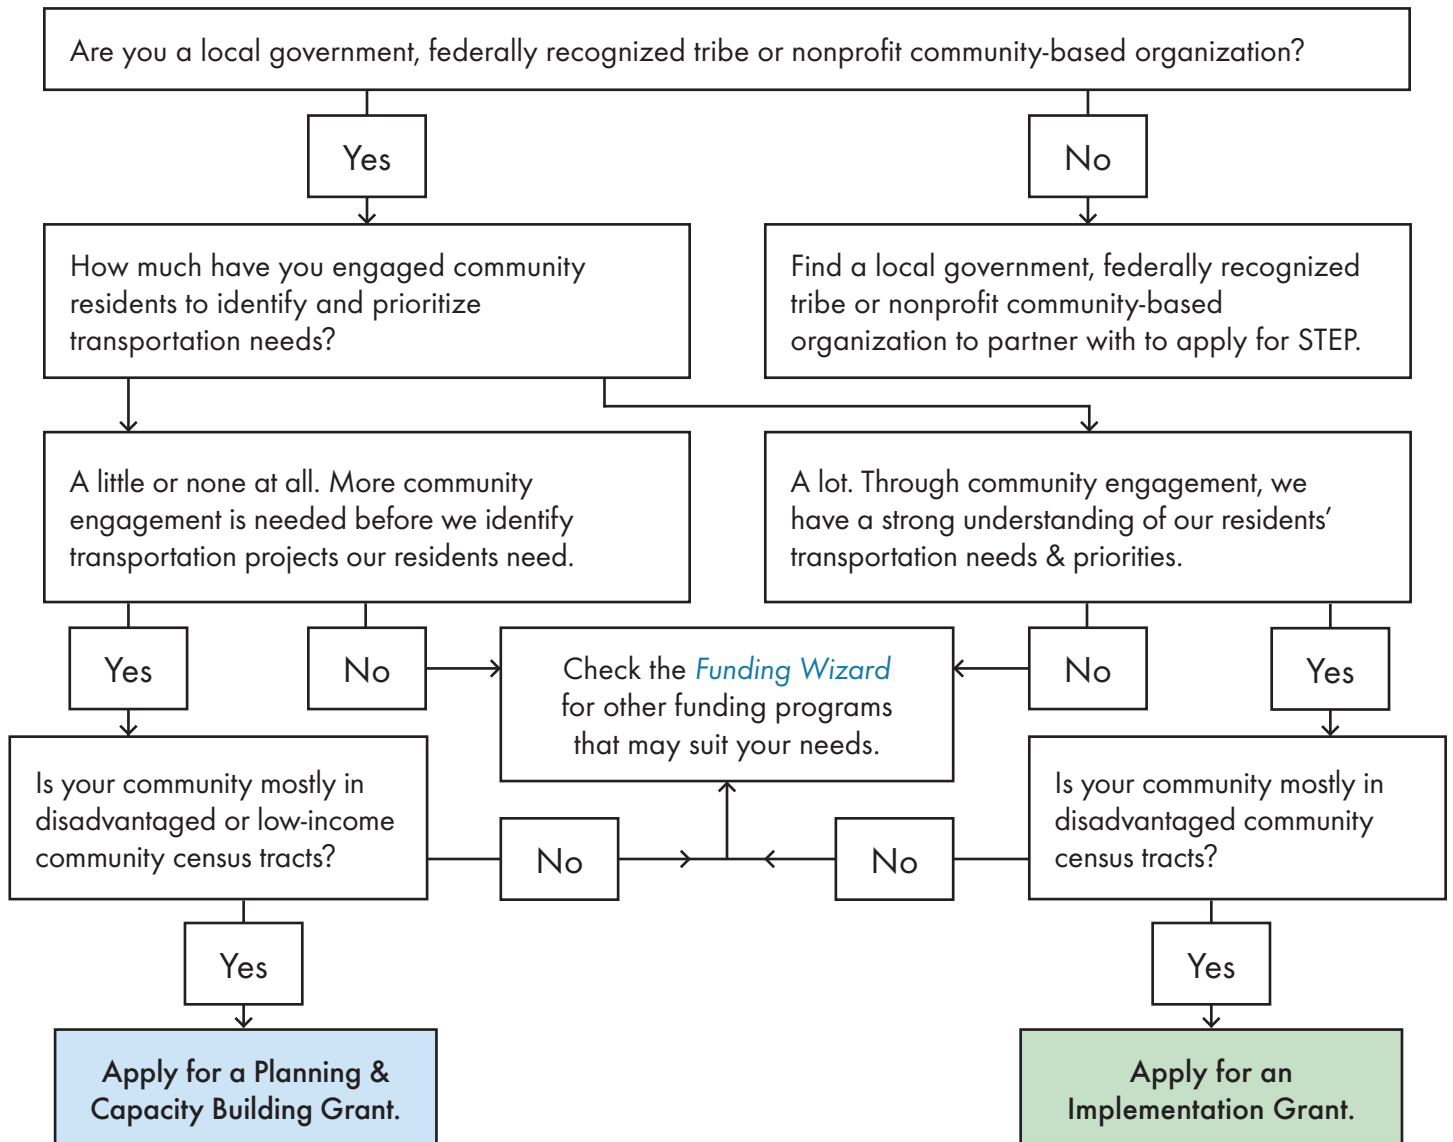 Are you a local government, federally recognized tribe or nonprofit community-based organization?
Yes
No
How much have you engaged community
residents to identify and prioritize
transportation needs?
Find a local government, federally recognized
tribe or nonprofit community-based
organization to partner with to apply for STEP.
A little or none at all. More community
engagement is needed before we identify
transportation projects our residents need.
A lot. Through community engagement, we
have a strong understanding of our residents’
transportation needs & priorities.
Yes
No
Check the Funding Wizard
for other funding programs
that may suit your needs.
No
Yes
Is your community mostly in
disadvantaged or low-income
community census tracts?
No
No
Is your community mostly in
disadvantaged community
census tracts?
Yes
Yes
Apply for a Planning &
Capacity Building Grant.
Apply for an
Implementation Grant.